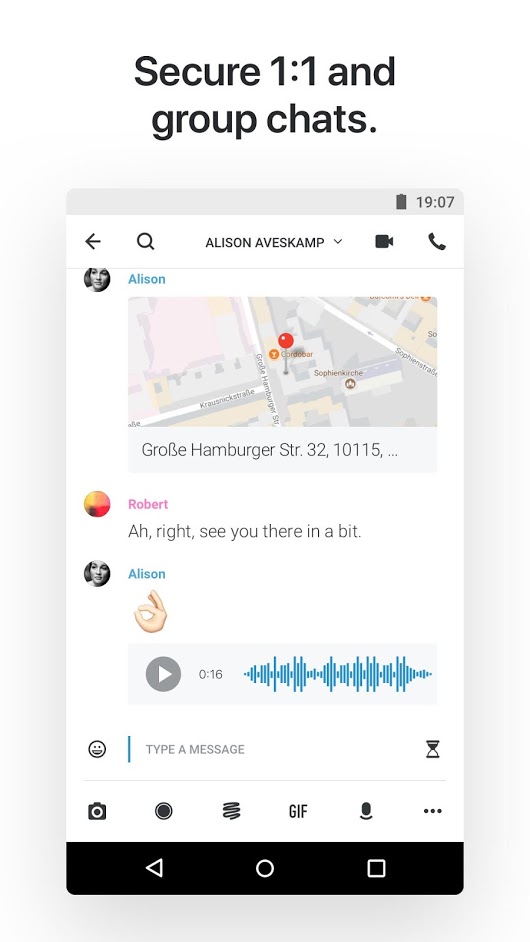 Secure 1:1 and
group chats.
19:07
ALISON AVESKAMP
Alison
Cordobar
Große Hamburger Str.
Sophienkirche
Sophienstraße
Krausnickstraße
Große Hamburger Str. 32, 10115, ...
Robert
Ah, right, see you there in a bit.
Alison
0:16
TYPE A MESSAGE
GIF